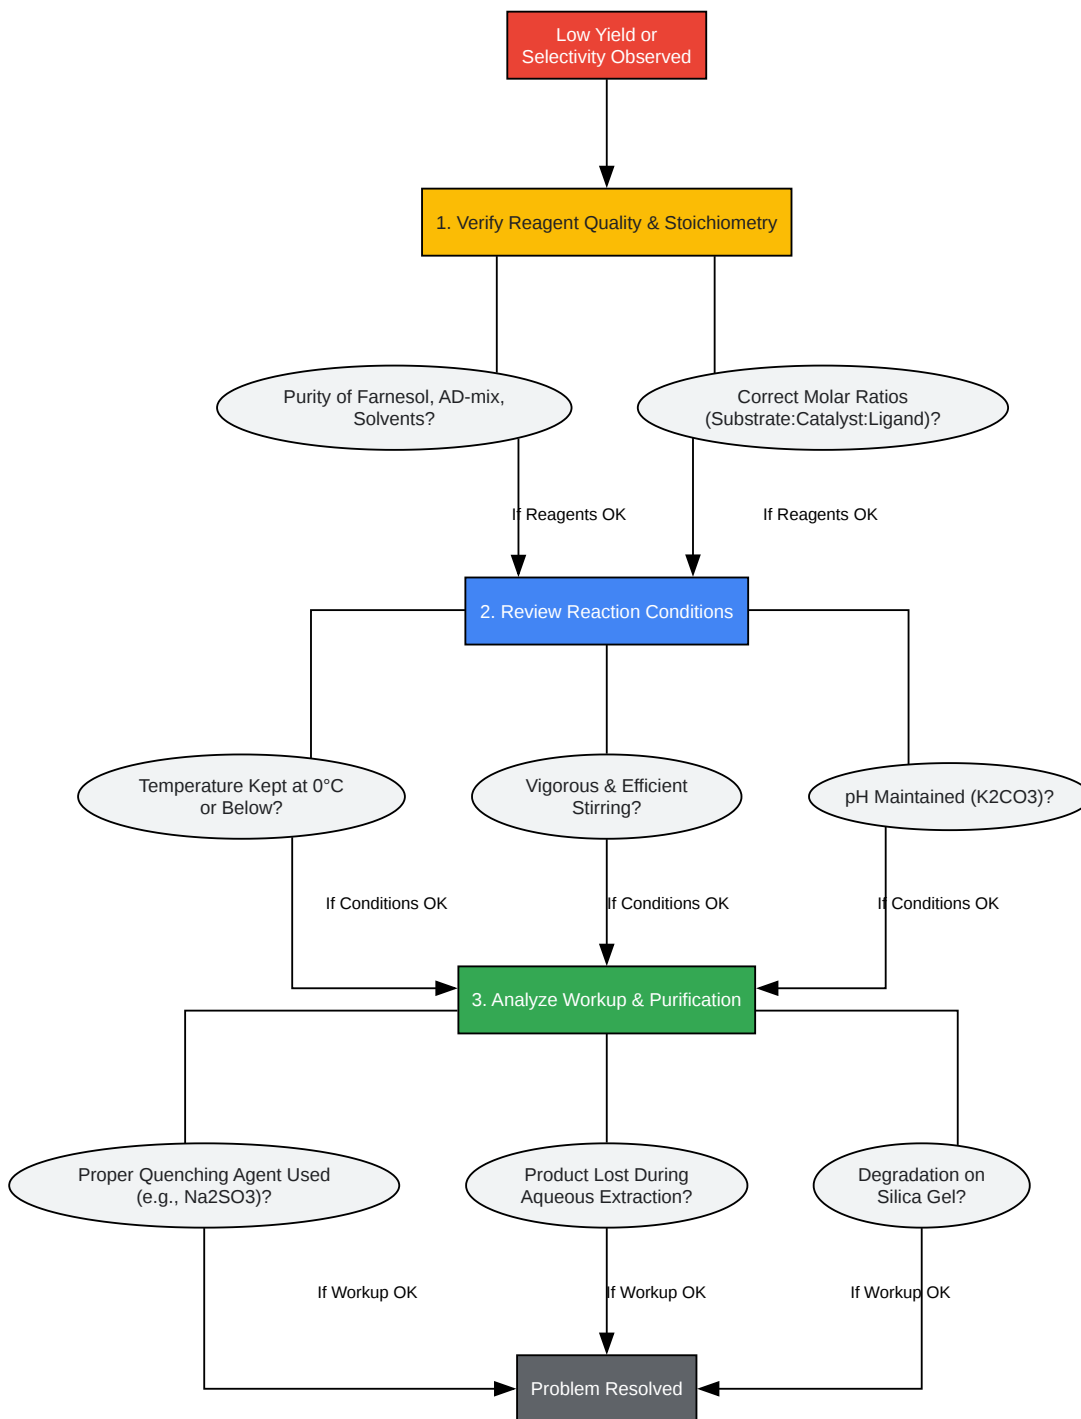 Low Yield or
Selectivity Observed
1. Verify Reagent Quality & Stoichiometry
Purity of Farnesol, AD-mix,
Solvents?
Correct Molar Ratios
(Substrate:Catalyst:Ligand)?
If Reagents OK
If Reagents OK
2. Review Reaction Conditions
Temperature Kept at 0°C
or Below?
Vigorous & Efficient
Stirring?
pH Maintained (K2CO3)?
If Conditions OK
If Conditions OK
If Conditions OK
3. Analyze Workup & Purification
Proper Quenching Agent Used
(e.g., Na2SO3)?
Product Lost During
Aqueous Extraction?
Degradation on
Silica Gel?
If Workup OK
If Workup OK
If Workup OK
Problem Resolved